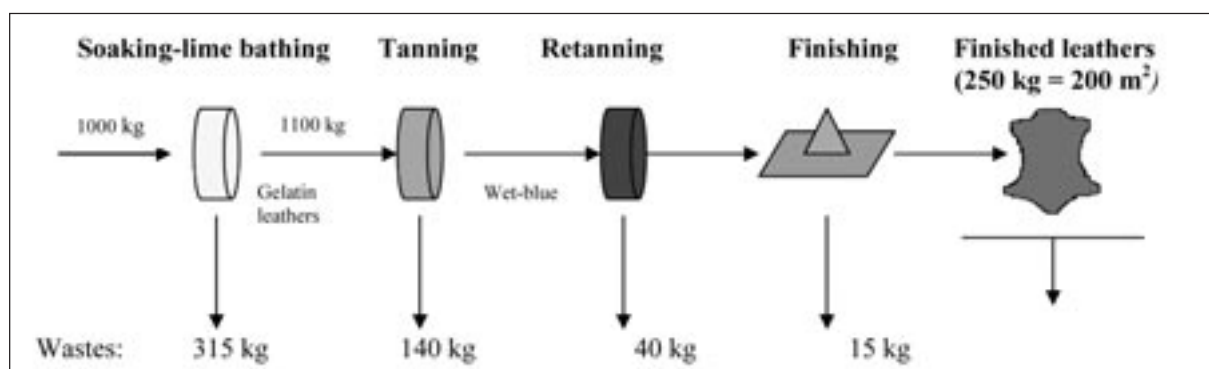 Soaking-lime bathing Tanning Retanning Finishing Finished leathers
(250 kg = 200 m²)
1000 kg 1100 kg
Gelatin
leathers
Wet-blue
Wastes: 315 kg 140 kg 40 kg 15 kg